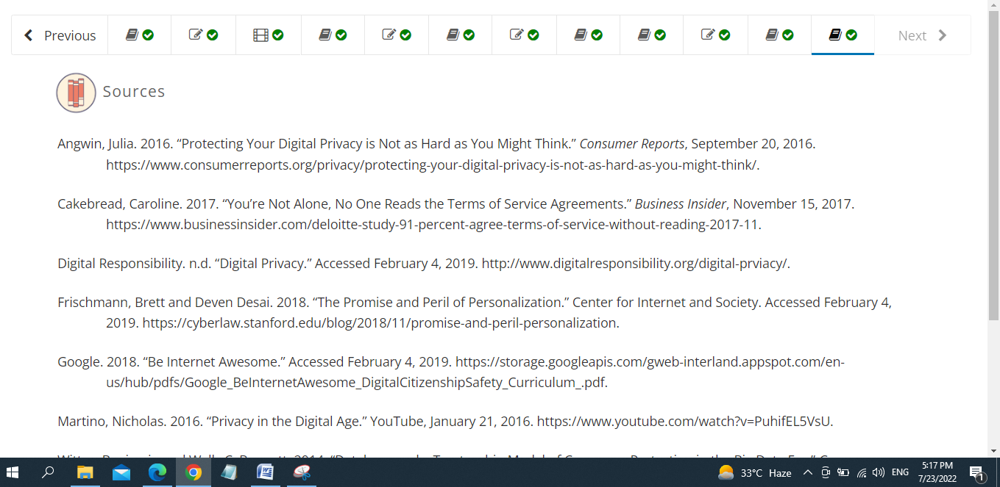 Previous
Next
Sources
Angwin, Julia. 2016. “Protecting Your Digital Privacy is Not as Hard as You Might Think.” Consumer Reports, September 20, 2016.
https://www.consumerreports.org/privacy/protecting-your-digital-privacy-is-not-as-hard-as-you-might-think/.
Cakebread, Caroline. 2017. “You’re Not Alone, No One Reads the Terms of Service Agreements.” Business Insider, November 15, 2017.
https://www.businessinsider.com/deloitte-study-91-percent-agree-terms-of-service-without-reading-2017-11.
Digital Responsibility. n.d. “Digital Privacy.” Accessed February 4, 2019. http://www.digitalresponsibility.org/digital-prviacy/.
Frischmann, Brett and Deven Desai. 2018. “The Promise and Peril of Personalization.” Center for Internet and Society. Accessed February 4,
2019. https://cyberlaw.stanford.edu/blog/2018/11/promise-and-peril-personalization.
Google. 2018. “Be Internet Awesome.” Accessed February 4, 2019. https://storage.googleapis.com/gweb-interland.appspot.com/en-
us/hub/pdfs/Google_BeInternetAwesome_DigitalCitizenshipSafety_Curriculum_.pdf.
Martino, Nicholas. 2016. “Privacy in the Digital Age.” YouTube, January 21, 2016. https://www.youtube.com/watch?v=PuhifEL5VsU.
33°C Haze
ENG
5:17 PM
7/23/2022
1